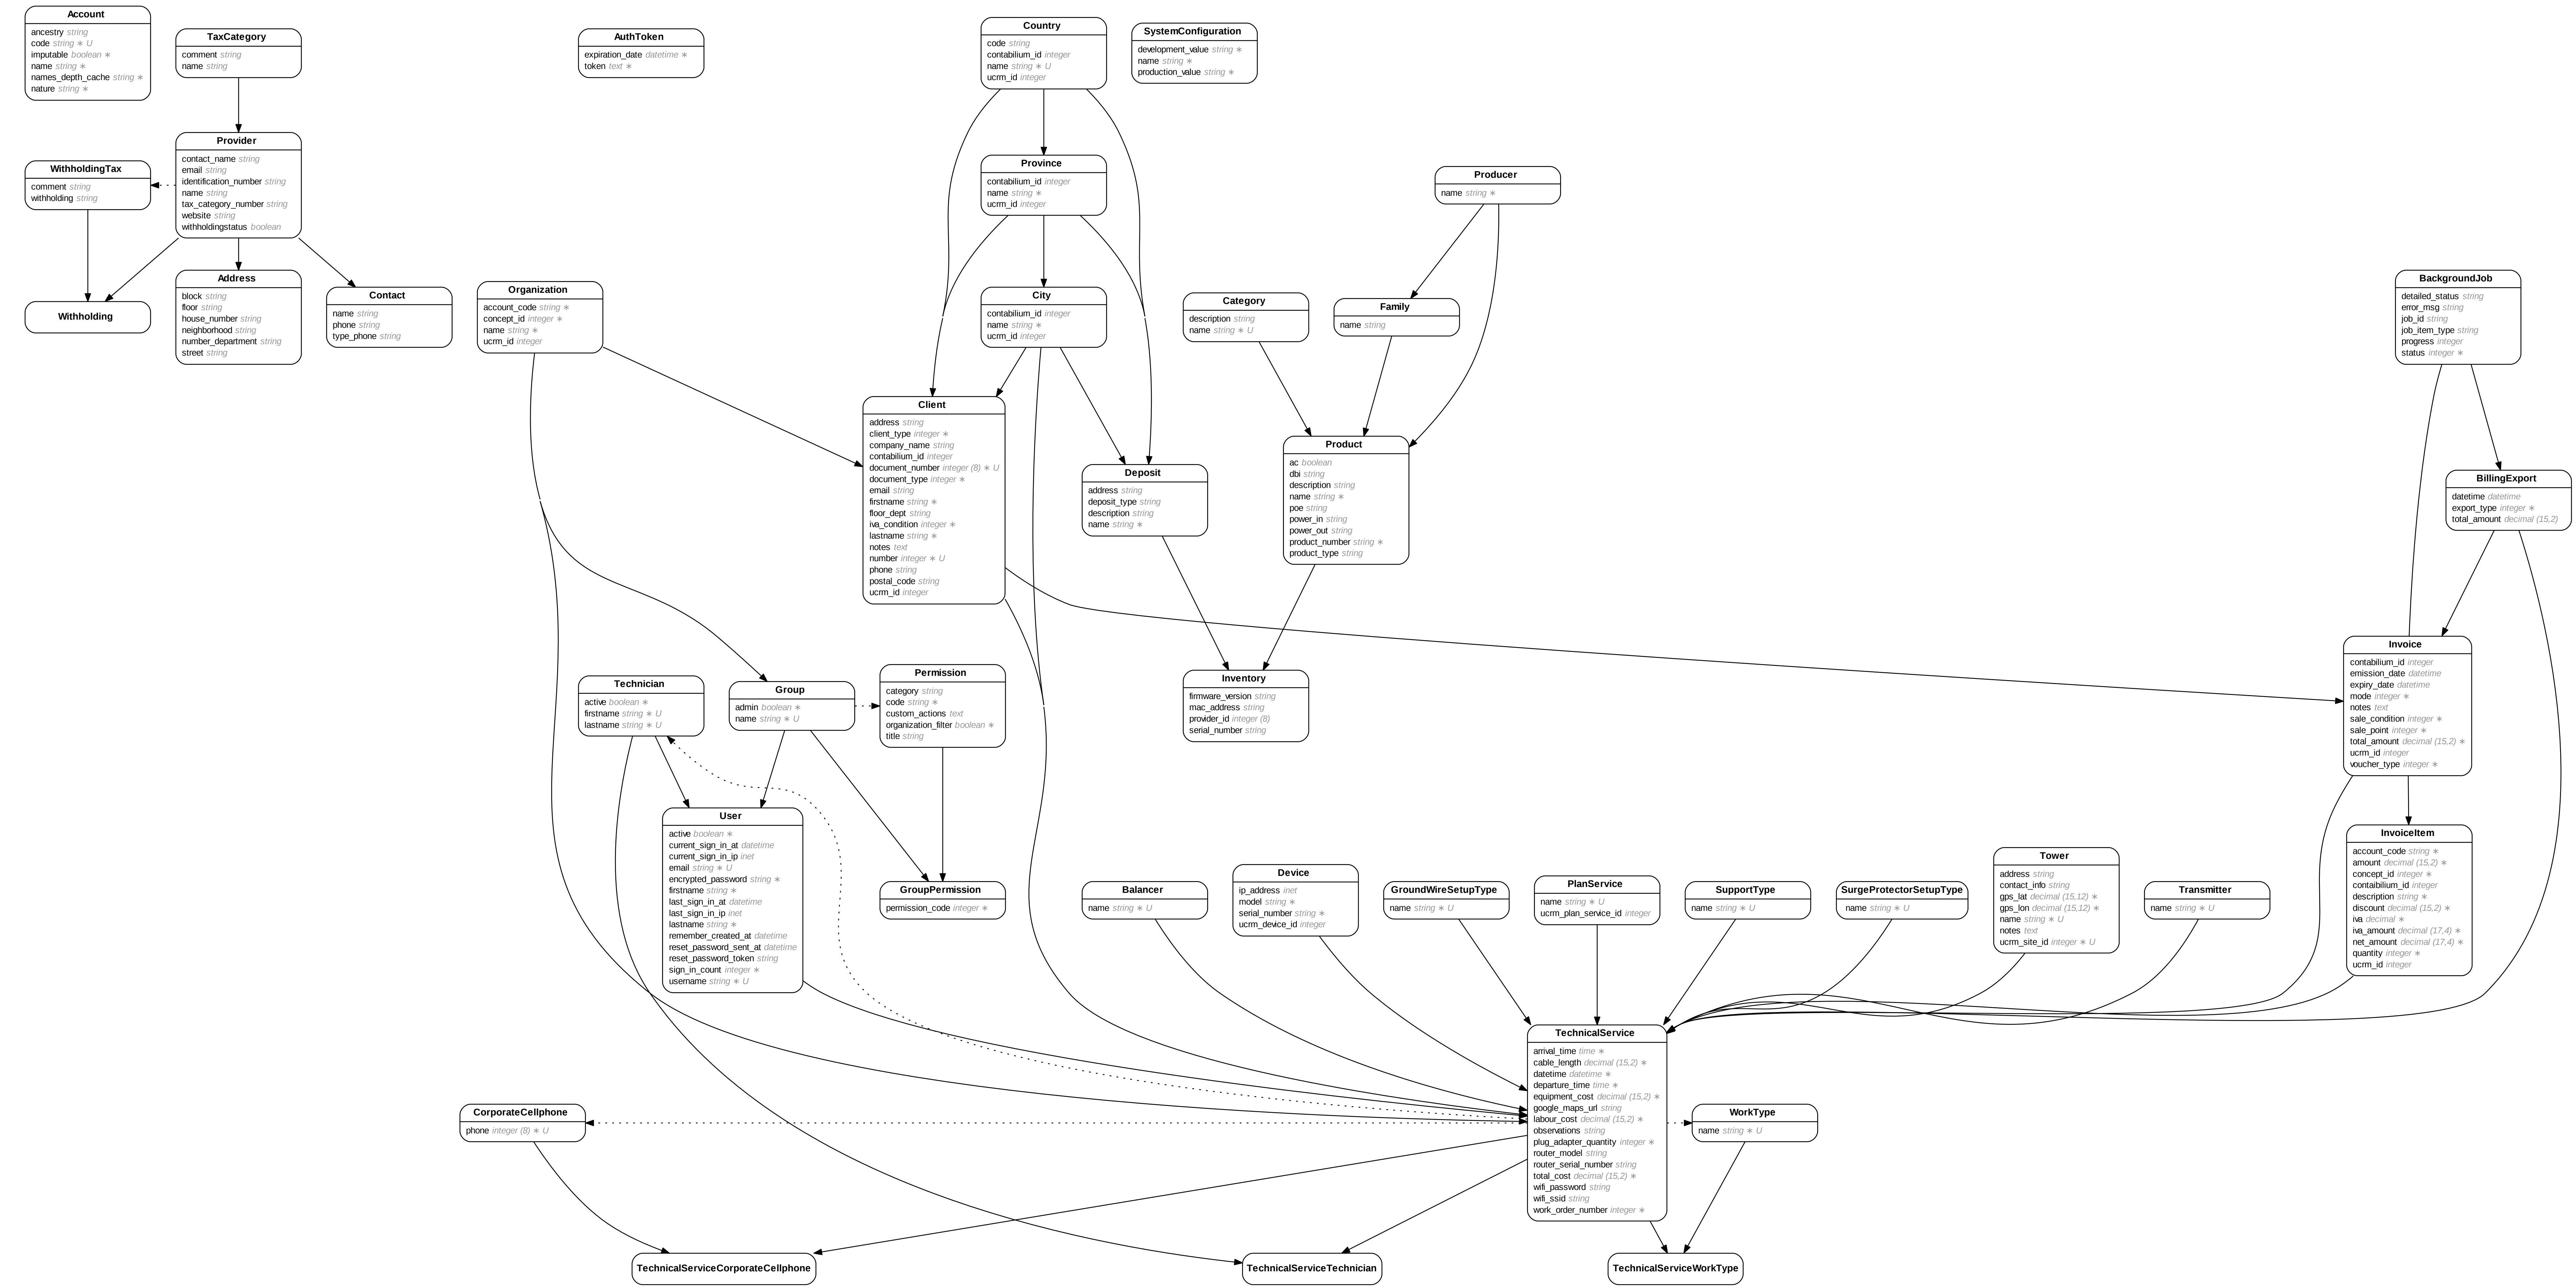 Account
ancestry string
code string ∗ U
imputable boolean ∗
name string ∗
names_depth_cache string ∗
nature string ∗
TaxCategory
comment string
name string
AuthToken
expiration_date datetime ∗
token text ∗
Country
code string
contabilium_id integer
name string ∗ U
ucrm_id integer
SystemConfiguration
development_value string ∗
name string ∗
production_value string ∗
Provider
contact_name string
email string
identification_number string
name string
tax_category_number string
website string
withholdingstatus boolean
WithholdingTax
comment string
withholding string
Province
contabilium_id integer
name string ∗
ucrm_id integer
Producer
name string ∗
Withholding
Address
block string
floor string
house_number string
neighborhood string
number_department string
street string
Contact
name string
phone string
type_phone string
Organization
account_code string ∗
concept_id integer ∗
name string ∗
ucrm_id integer
City
contabilium_id integer
name string ∗
ucrm_id integer
Category
description string
name string ∗ U
Family
name string
BackgroundJob
detailed_status string
error_msg string
job_id string
job_item_type string
progress integer
status integer ∗
Client
address string
client_type integer ∗
company_name string
contabilium_id integer
document_number integer (8) ∗ U
document_type integer ∗
email string
firstname string ∗
floor_dept string
iva_condition integer ∗
lastname string ∗
notes text
number integer ∗ U
phone string
postal_code string
ucrm_id integer
Deposit
address string
deposit_type string
description string
name string ∗
Product
ac boolean
dbi string
description string
name string ∗
poe string
power_in string
power_out string
product_number string ∗
product_type string
BillingExport
datetime datetime
export_type integer ∗
total_amount decimal (15,2)
Technician
active boolean ∗
firstname string ∗ U
lastname string ∗ U
Group
admin boolean ∗
name string ∗ U
Permission
category string
code string ∗
custom_actions text
organization_filter boolean ∗
title string
Inventory
firmware_version string
mac_address string
provider_id integer (8)
serial_number string
Invoice
contabilium_id integer
emission_date datetime
expiry_date datetime
mode integer ∗
notes text
sale_condition integer ∗
sale_point integer ∗
total_amount decimal (15,2) ∗
ucrm_id integer
voucher_type integer ∗
User
active boolean ∗
current_sign_in_at datetime
current_sign_in_ip inet
email string ∗ U
encrypted_password string ∗
firstname string ∗
last_sign_in_at datetime
last_sign_in_ip inet
lastname string ∗
remember_created_at datetime
reset_password_sent_at datetime
reset_password_token string
sign_in_count integer ∗
username string ∗ U
GroupPermission
permission_code integer ∗
Balancer
name string ∗ U
Device
ip_address inet
model string ∗
serial_number string ∗
ucrm_device_id integer
GroundWireSetupType
name string ∗ U
PlanService
name string ∗ U
ucrm_plan_service_id integer
SupportType
name string ∗ U
SurgeProtectorSetupType
name string ∗ U
Tower
address string
contact_info string
gps_lat decimal (15,12) ∗
gps_lon decimal (15,12) ∗
name string ∗ U
notes text
ucrm_site_id integer ∗ U
Transmitter
name string ∗ U
InvoiceItem
account_code string ∗
amount decimal (15,2) ∗
concept_id integer ∗
contaibilium_id integer
description string ∗
discount decimal (15,2) ∗
iva decimal ∗
iva_amount decimal (17,4) ∗
net_amount decimal (17,4) ∗
quantity integer ∗
ucrm_id integer
TechnicalService
arrival_time time ∗
cable_length decimal (15,2) ∗
datetime datetime ∗
departure_time time ∗
equipment_cost decimal (15,2) ∗
google_maps_url string
labour_cost decimal (15,2) ∗
observations string
plug_adapter_quantity integer ∗
router_model string
router_serial_number string
total_cost decimal (15,2) ∗
wifi_password string
wifi_ssid string
work_order_number integer ∗
CorporateCellphone
phone integer (8) ∗ U
WorkType
name string ∗ U
TechnicalServiceCorporateCellphone
TechnicalServiceTechnician
TechnicalServiceWorkType